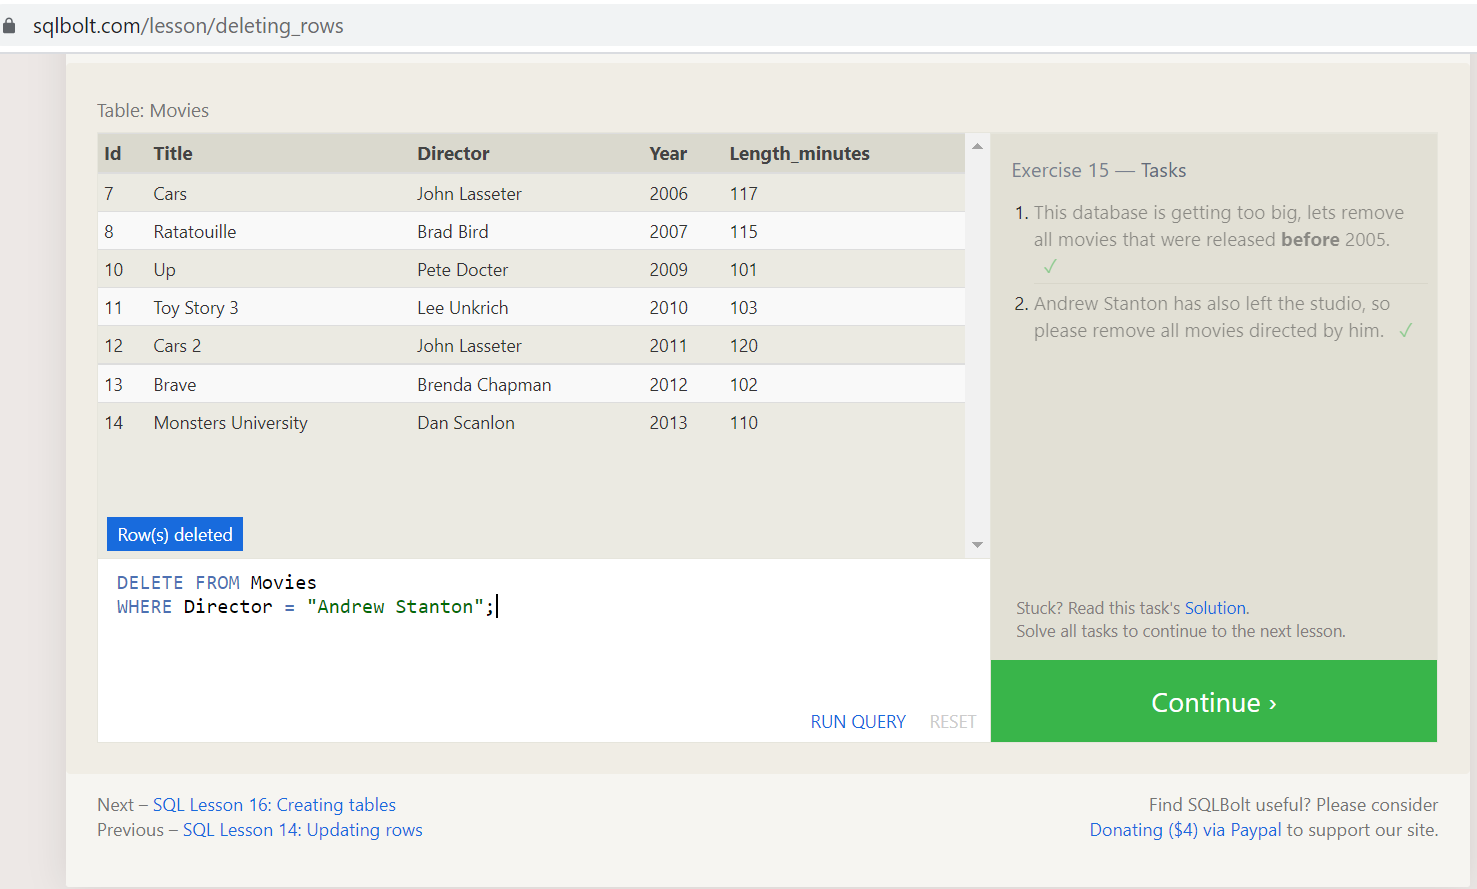 sqlbolt.com/lesson/deleting_rows
Table: Movies
Id Title Director Year Length_minutes
7 Cars John Lasseter 2006 117
8 Ratatouille Brad Bird 2007 115
10 Up Pete Docter 2009 101
11 Toy Story 3 Lee Unkrich 2010 103
12 Cars 2 John Lasseter 2011 120
13 Brave Brenda Chapman 2012 102
14 Monsters University Dan Scanlon 2013 110
Row(s) deleted
DELETE FROM Movies
WHERE Director = "Andrew Stanton";
RUN QUERY RESET
Exercise 15 — Tasks
1. This database is getting too big, lets remove
all movies that were released before 2005.
✓
2. Andrew Stanton has also left the studio, so
please remove all movies directed by him. ✓
Stuck? Read this task's Solution.
Solve all tasks to continue to the next lesson.
Continue ›
Next – SQL Lesson 16: Creating tables
Previous – SQL Lesson 14: Updating rows
Find SQLBolt useful? Please consider
Donating ($4) via Paypal to support our site.